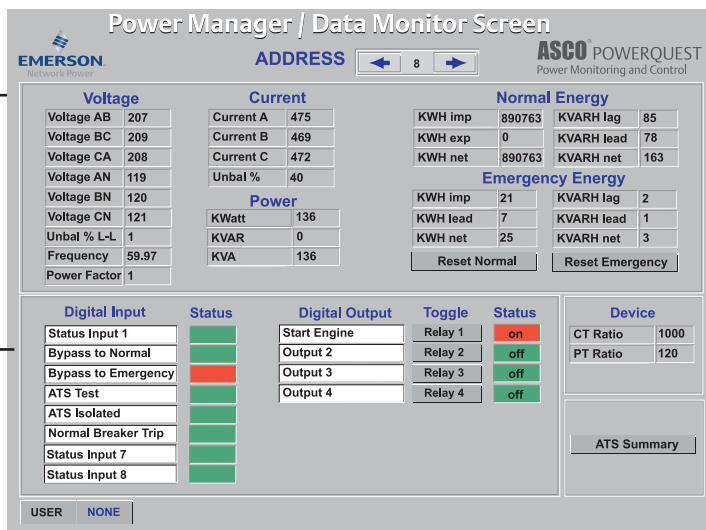 Power Manager / Data Monitor Screen
EMERSON.
Network Power
ADDRESS 8
ASCO® POWERQUEST
Power Monitoring and Control
Voltage
Voltage AB 207
Voltage BC 209
Voltage CA 208
Voltage AN 119
Voltage BN 120
Voltage CN 121
Unbal % L-L 1
Frequency 59.97
Power Factor 1
Current
Current A 475
Current B 469
Current C 472
Unbal % 40
Power
KWatt 136
KVAR 0
KVA 136
Normal Energy
KWH imp 890763 KVARH lag 85
KWH exp 0 KVARH lead 78
KWH net 890763 KVARH net 163
Emergency Energy
KWH imp 21 KVARH lag 2
KWH lead 7 KVARH lead 1
KWH net 25 KVARH net 3
Reset Normal Reset Emergency
Digital Input Status
Status Input 1
Bypass to Normal
Bypass to Emergency
ATS Test
ATS Isolated
Normal Breaker Trip
Status Input 7
Status Input 8
Digital Output Toggle Status
Start Engine Relay 1 on
Output 2 Relay 2 off
Output 3 Relay 3 off
Output 4 Relay 4 off
Device
CT Ratio 1000
PT Ratio 120
ATS Summary
USER NONE